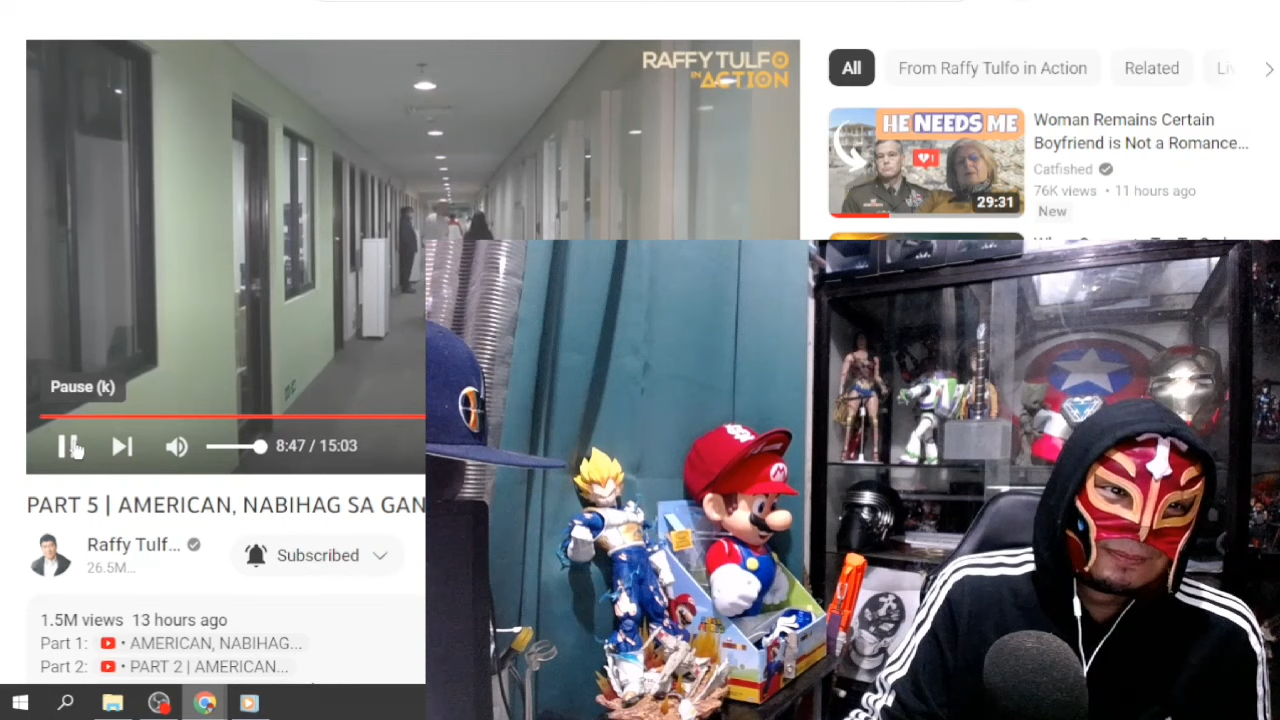 RAFFY TULFO
IN ACTION
Pause (k)
8:47 / 15:03
PART 5 | AMERICAN, NABIHAG SA GAN
Raffy Tulf...
26.5M...
Subscribed
1.5M views 13 hours ago
Part 1: • AMERICAN, NABIHAG...
Part 2: • PART 2 | AMERICAN...
All
From Raffy Tulfo in Action
Related
Li
HE NEEDS ME
29:31
Woman Remains Certain
Boyfriend is Not a Romance...
Catfished
76K views • 11 hours ago
New
M